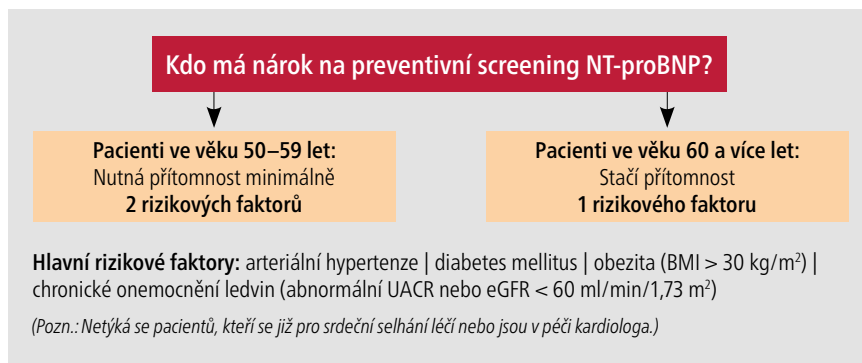 Kdo má nárok na preventivní screening NT-proBNP?
Pacienti ve věku 50–59 let:
Nutná přítomnost minimálně
2 rizikových faktorů
Pacienti ve věku 60 a více let:
Stačí přítomnost
1 rizikového faktoru
Hlavní rizikové faktory: arteriální hypertenze | diabetes mellitus | obezita (BMI > 30 kg/m²) |
chronické onemocnění ledvin (abnormální UACR nebo eGFR < 60 ml/min/1,73 m²)
(Pozn.: Netýká se pacientů, kteří se již pro srdeční selhání léčí nebo jsou v péči kardiologa.)